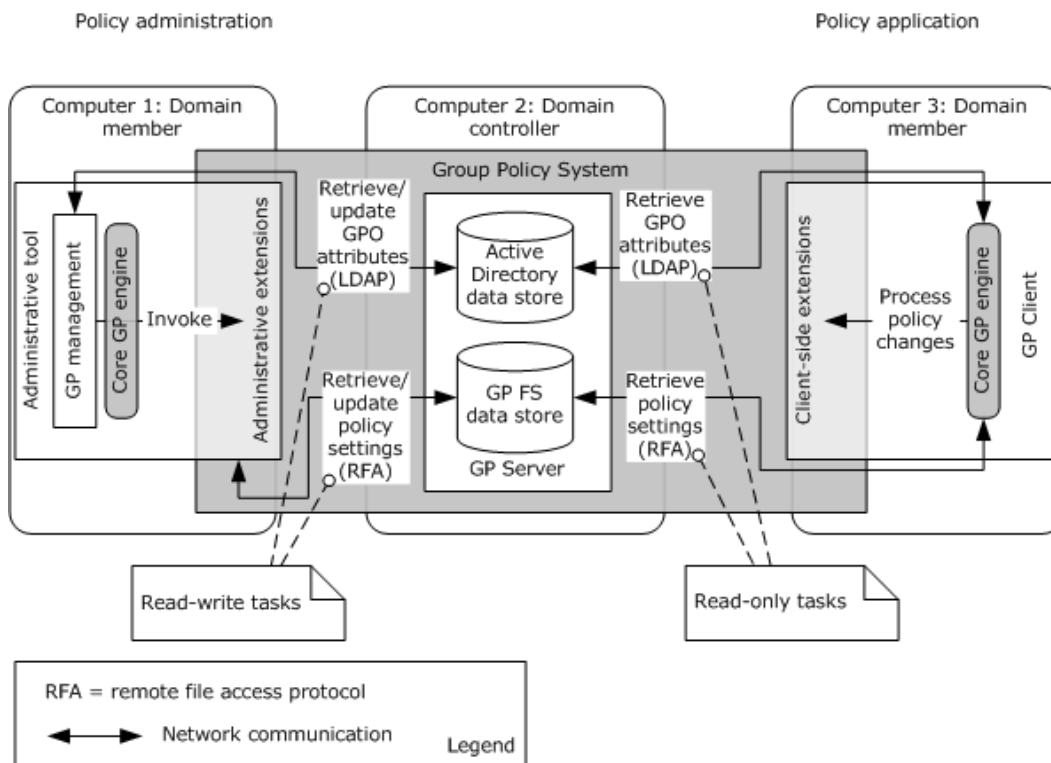 Policy administration
Policy application
Computer 1: Domain
member
Computer 2: Domain
controller
Computer 3: Domain
member
Group Policy System
Administrative tool
GP management
Core GP engine
Invoke
Administrative extensions
Retrieve/
update
GPO
attributes
(LDAP)
Retrieve/
update
policy
settings
(RFA)
Active
Directory
data store
GP FS
data store
GP Server
Retrieve
GPO
attributes
(LDAP)
Retrieve
policy
settings
(RFA)
Client-side extensions
Process
policy
changes
Core GP engine
GP Client
Read-write tasks
Read-only tasks
RFA = remote file access protocol
Network communication
Legend